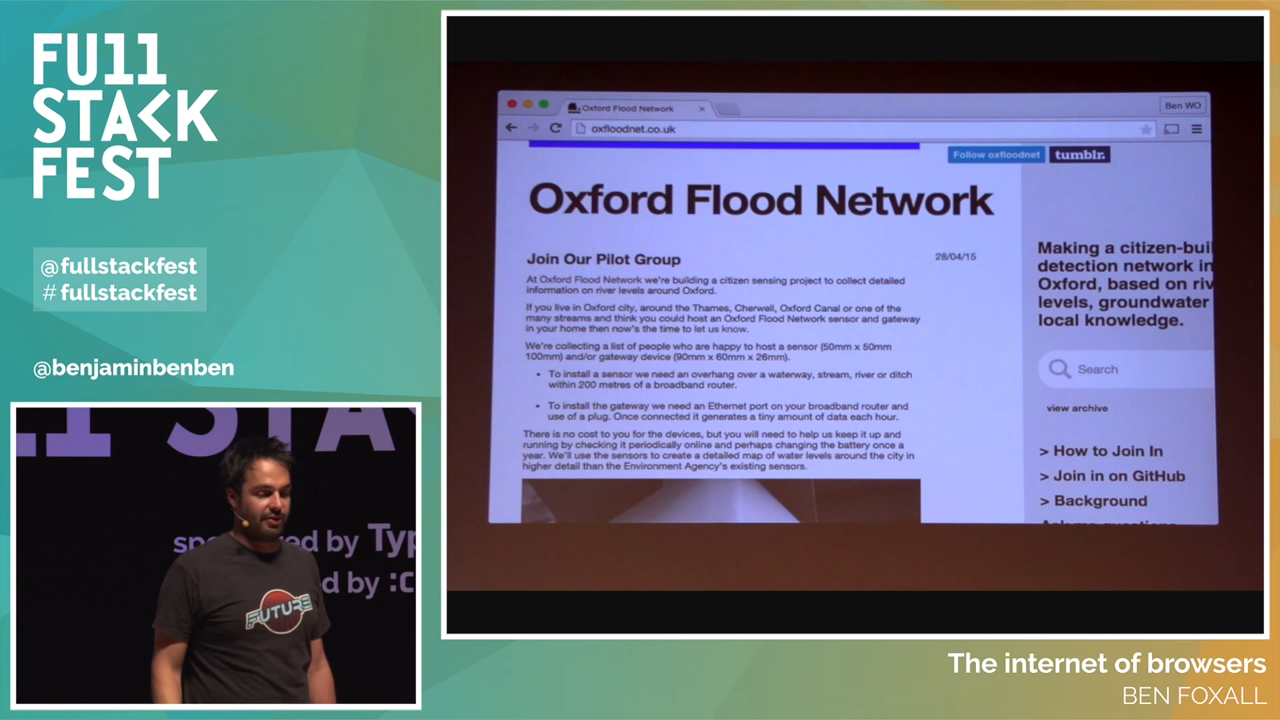 FU11
STACK
FEST
@fullstackfest
# fullstackfest
@benjaminbenben
by Typ
d by :c
FUTURE
Oxford Flood Network
Ben WO
oxfloodnet.co.uk
Follow oxfloodnet
tumblr.
Oxford Flood Network
Join Our Pilot Group
28/04/15
At Oxford Flood Network we're building a citizen sensing project to collect detailed
information on river levels around Oxford.
If you live in Oxford city, around the Thames, Cherwell, Oxford Canal or one of the
many streams and think you could host an Oxford Flood Network sensor and gateway
in your home then now's the time to let us know.
We're collecting a list of people who are happy to host a sensor (50mm x 50mm
100mm) and/or gateway device (90mm x 60mm x 26mm).
• To install a sensor we need an overhang over a waterway, stream, river or ditch
within 200 metres of a broadband router.
• To install the gateway we need an Ethernet port on your broadband router and
use of a plug. Once connected it generates a tiny amount of data each hour.
There is no cost to you for the devices, but you will need to help us keep it up and
running by checking it periodically online and perhaps changing the battery once a
year. We'll use the sensors to create a detailed map of water levels around the city in
higher detail than the Environment Agency's existing sensors.
Making a citizen-buil
detection network in
Oxford, based on riv
levels, groundwater
local knowledge.
Search
view archive
> How to Join In
> Join in on GitHub
> Background
The internet of browsers
BEN FOXALL